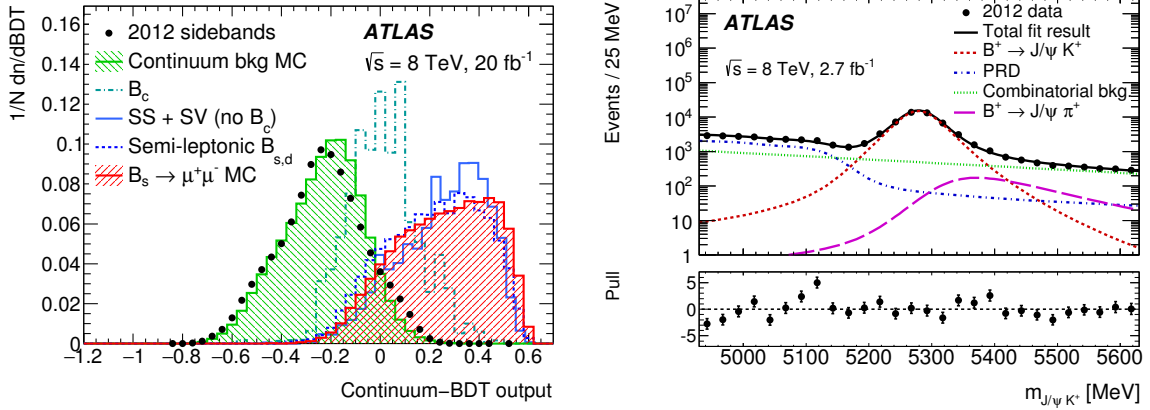 1/N dn/dBDT
0.16
0.14
0.12
0.1
0.08
0.06
0.04
0.02
0
ATLAS
√s = 8 TeV, 20 fb⁻¹
2012 sidebands
Continuum bkg MC
B_c
SS + SV (no B_c)
Semi-leptonic B_s,d
B_s → μ⁺μ⁻ MC
−1.2 −1 −0.8 −0.6 −0.4 −0.2 0 0.2 0.4 0.6
Continuum−BDT output
Events / 25 MeV
10⁷
10⁶
10⁵
10⁴
10³
10²
10
1
ATLAS
√s = 8 TeV, 2.7 fb⁻¹
2012 data
Total fit result
B⁺ → J/ψ K⁺
PRD
Combinatorial bkg
B⁺ → J/ψ π⁺
Pull
5
0
−5
5000 5100 5200 5300 5400 5500 5600
m_J/ψ K⁺ [MeV]